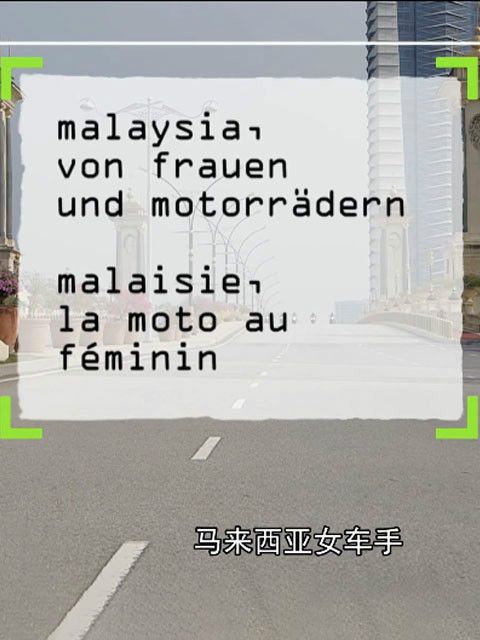 malaysia,
von frauen
und motorrädern
malaisie,
la moto au
féminin
马来西亚女车手